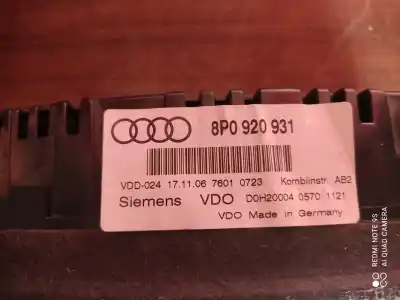 8P0 920 931
VDD-024 17.11.06 7601 0723 Kombiinstr. AB2
Siemens VDO D0H20004 0570 1121
VDO Made in Germany
REDMI NOTE 9S
AI QUAD CAMERA